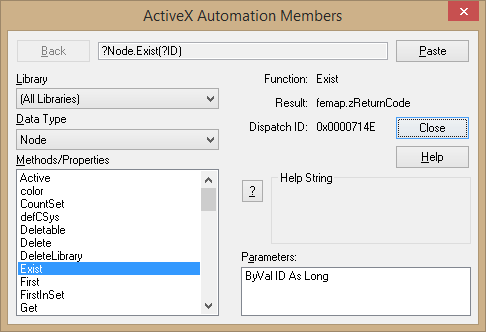 ActiveX Automation Members
Back
?Node.Exist(?ID)
Paste
Library
(All Libraries)
Data Type
Node
Methods/Properties
Active
color
CountSet
defCSys
Deletable
Delete
DeleteLibrary
Exist
First
FirstInSet
Get
Function: Exist
Result: femap.zReturnCode
Dispatch ID: 0x0000714E
Close
Help
?
Help String
Parameters:
ByVal ID As Long